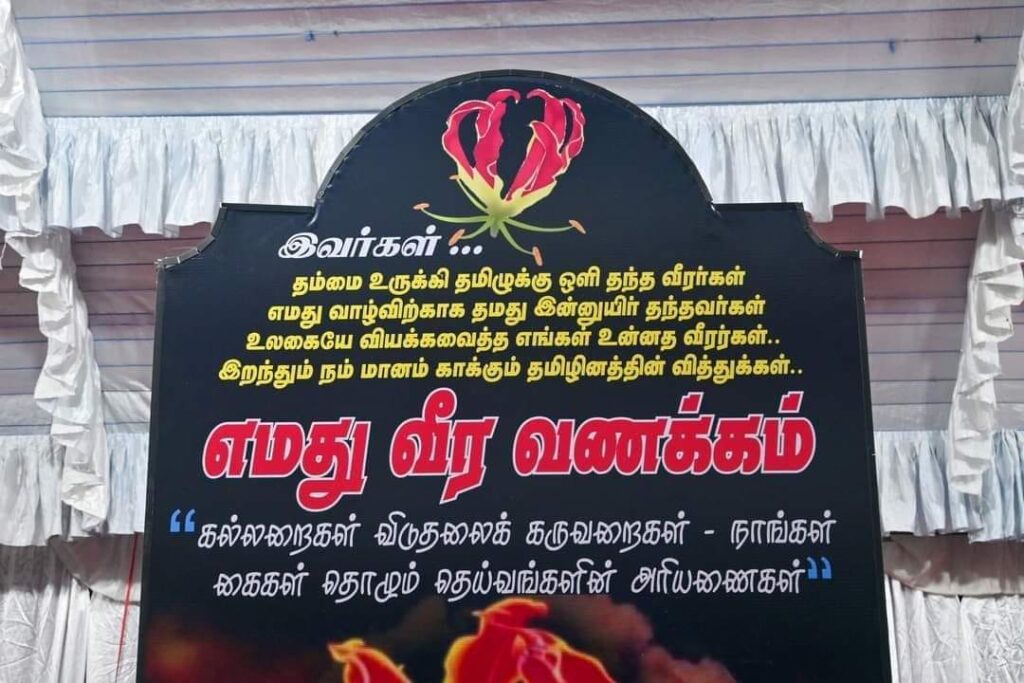 இவர்கள் ...
தம்மை உருக்கி தமிழுக்கு ஒளி தந்த வீரர்கள்
எமது வாழ்விற்காக தமது இன்னுயிர் தந்தவர்கள்
உலகையே வியக்கவைத்த எங்கள் உன்னத வீரர்கள்..
இறந்தும் நம் மானம் காக்கும் தமிழினத்தின் வித்துக்கள்..
எமது வீர வணக்கம்
“கல்லறைகள் விடுதலைக் கருவறைகள் - நாங்கள்
கைகள் தொழும் தெய்வங்களின் அரியணைகள்”